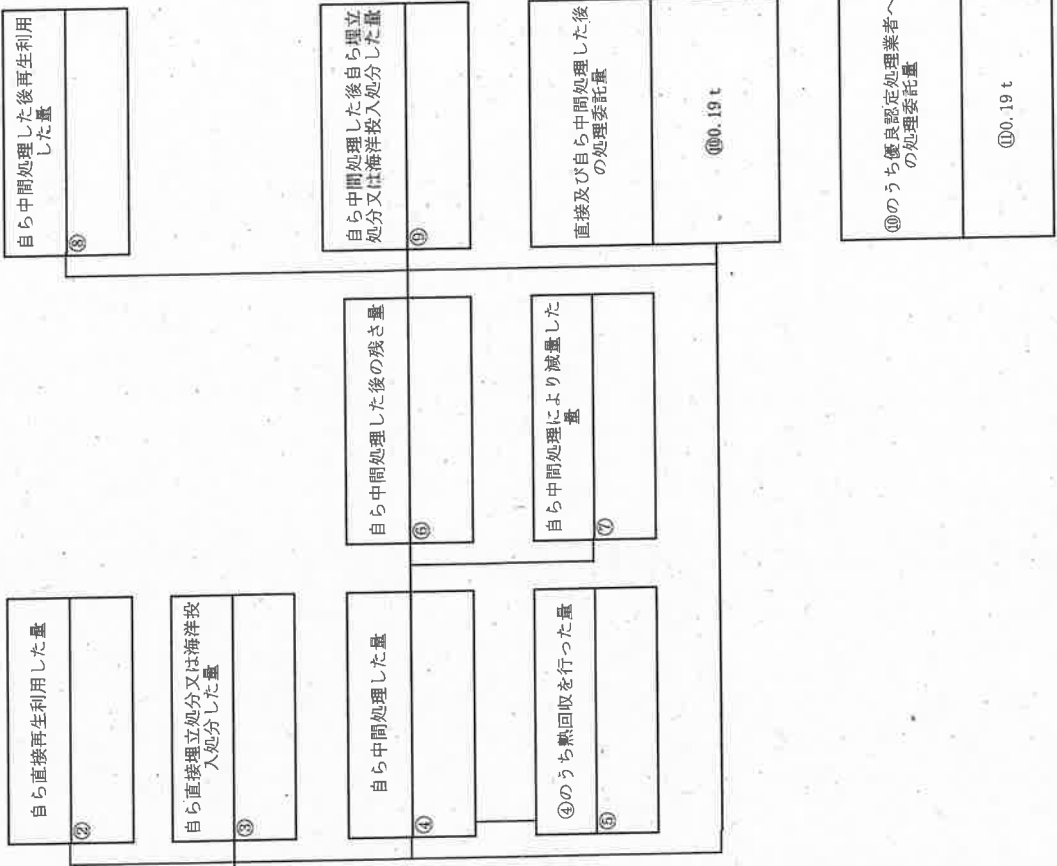 自ら直接再生利用した量
②
自ら直接埋立処分又は海洋投
入処分した量
③
自ら中間処理した量
④
④のうち熱回収を行った量
⑤
自ら中間処理した後の残さ量
⑥
自ら中間処理により減量した
量
⑦
自ら中間処理した後再生利用
した量
⑧
自ら中間処理した後自ら埋立
処分又は海洋投入処分した量
⑨
直接及び自ら中間処理した後
の処理委託量
⑩0.19 t
⑩のうち優良認定処理業者へ
の処理委託量
⑪0.19 t